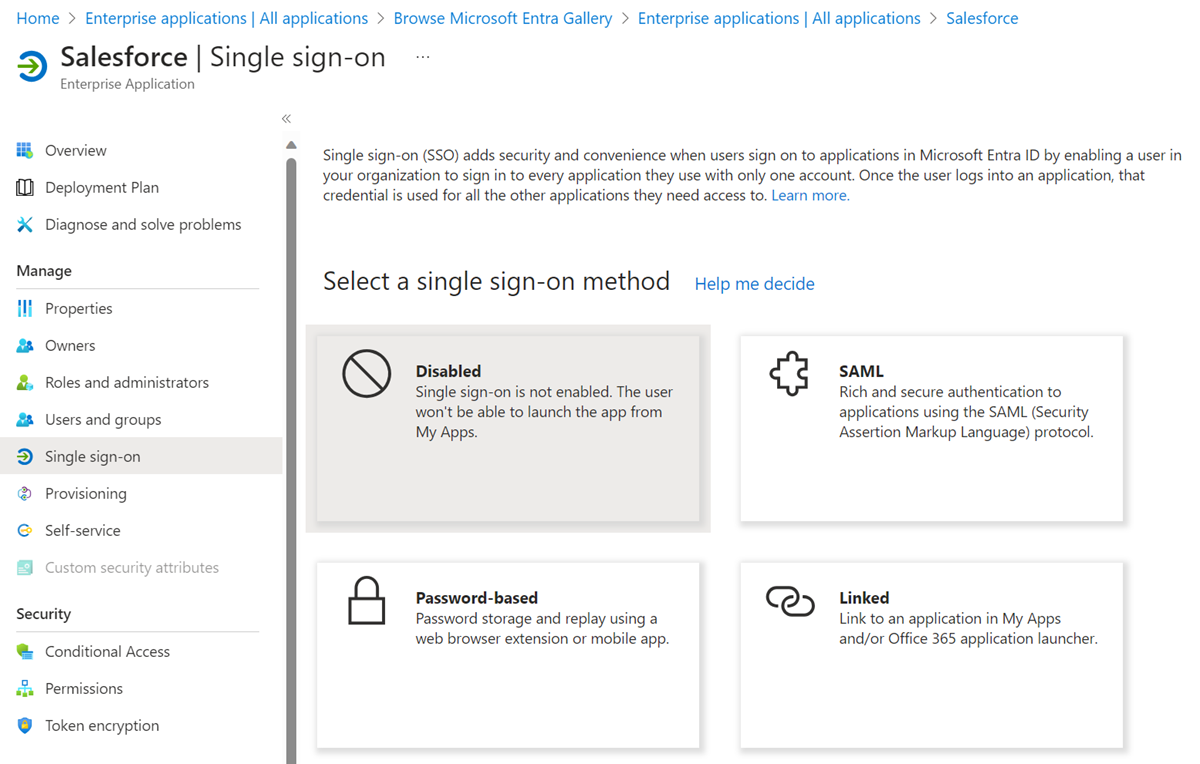 Home > Enterprise applications | All applications > Browse Microsoft Entra Gallery > Enterprise applications | All applications > Salesforce
Salesforce | Single sign-on ...
Enterprise Application
«
Overview
Deployment Plan
Diagnose and solve problems
Manage
Properties
Owners
Roles and administrators
Users and groups
Single sign-on
Provisioning
Self-service
Custom security attributes
Security
Conditional Access
Permissions
Token encryption
Single sign-on (SSO) adds security and convenience when users sign on to applications in Microsoft Entra ID by enabling a user in
your organization to sign in to every application they use with only one account. Once the user logs into an application, that
credential is used for all the other applications they need access to. Learn more.
Select a single sign-on method Help me decide
Disabled
Single sign-on is not enabled. The user
won't be able to launch the app from
My Apps.
SAML
Rich and secure authentication to
applications using the SAML (Security
Assertion Markup Language) protocol.
Password-based
Password storage and replay using a
web browser extension or mobile app.
Linked
Link to an application in My Apps
and/or Office 365 application launcher.